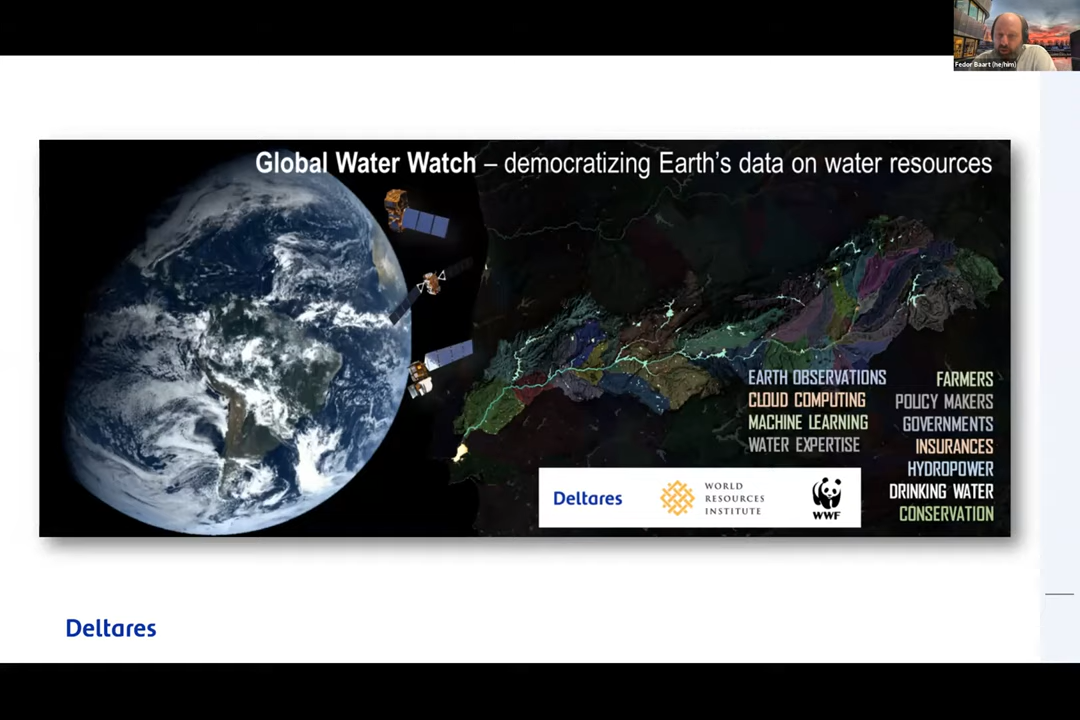 Fedor Baart (he/him)
Global Water Watch – democratizing Earth's data on water resources
EARTH OBSERVATIONS
CLOUD COMPUTING
MACHINE LEARNING
WATER EXPERTISE
FARMERS
POLICY MAKERS
GOVERNMENTS
INSURANCES
HYDROPOWER
DRINKING WATER
CONSERVATION
Deltares
WORLD
RESOURCES
INSTITUTE
WWF
Deltares